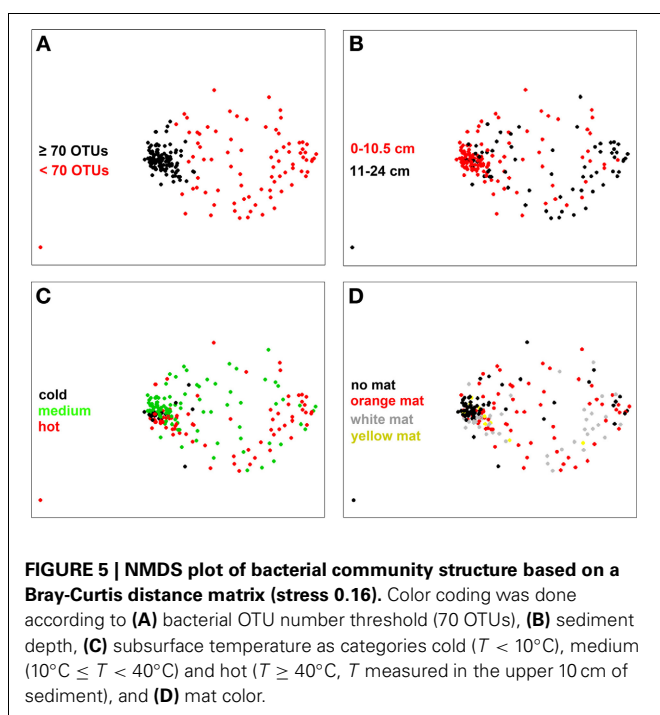 A
≥ 70 OTUs
< 70 OTUs
B
0-10.5 cm
11-24 cm
C
cold
medium
hot
D
no mat
orange mat
white mat
yellow mat
FIGURE 5 | NMDS plot of bacterial community structure based on a
Bray-Curtis distance matrix (stress 0.16). Color coding was done
according to (A) bacterial OTU number threshold (70 OTUs), (B) sediment
depth, (C) subsurface temperature as categories cold (T < 10°C), medium
(10°C ≤ T < 40°C) and hot (T ≥ 40°C, T measured in the upper 10 cm of
sediment), and (D) mat color.